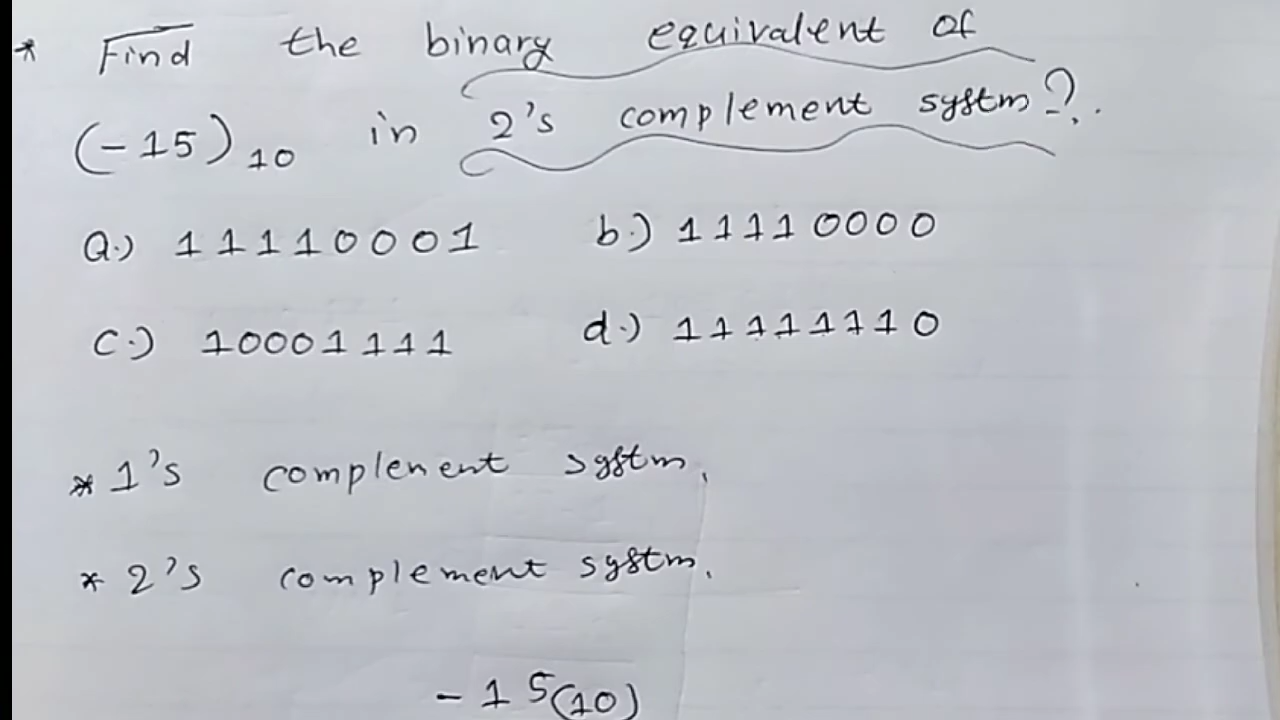 * Find the binary equivalent of
(-15)10 in 2's complement systm?.
a.) 11110001 b.) 11110000
c.) 10001111 d.) 11111110
* 1's complement systm,
* 2's complement systm,
-15(10)